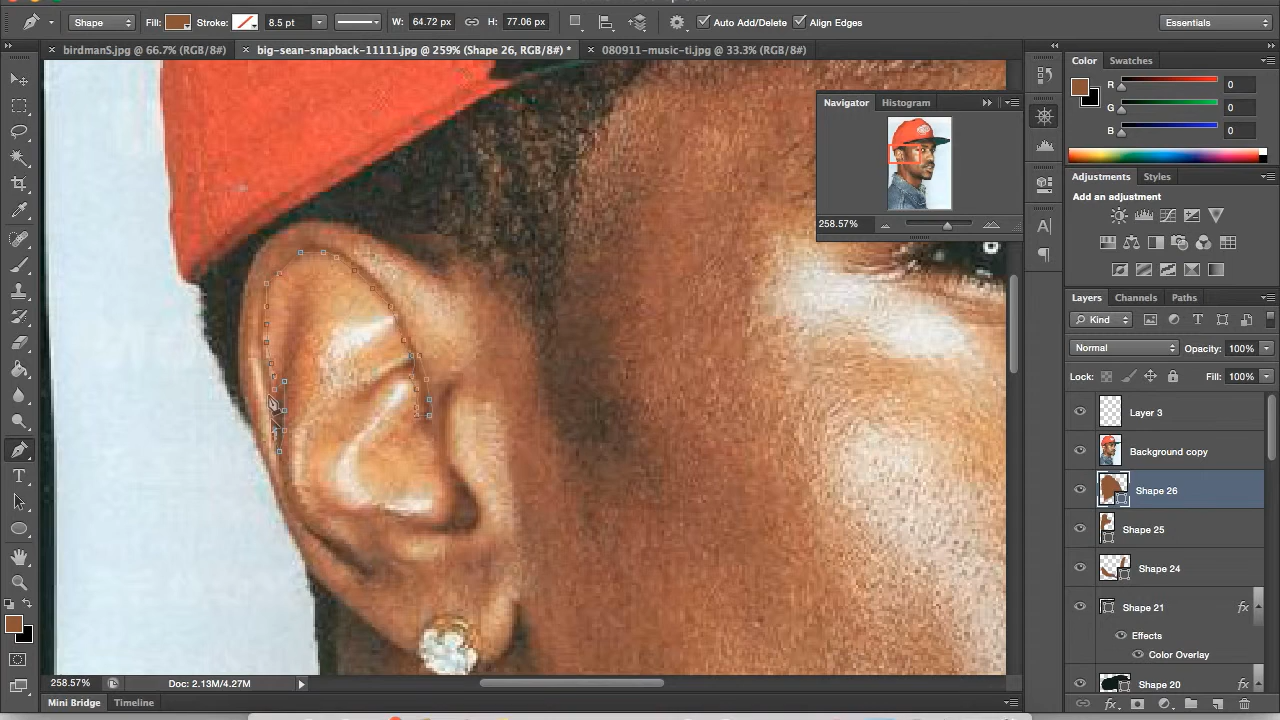 Shape Fill: Stroke: 8.5 pt W: 64.72 px H: 77.06 px Auto Add/Delete Align Edges Essentials
birdmanS.jpg @ 66.7% (RGB/8#) big-sean-snapback-11111.jpg @ 259% (Shape 26, RGB/8#) * 080911-music-ti.jpg @ 33.3% (RGB/8#)
Color Swatches
R 0
G 0
B 0
Navigator Histogram
258.57%
Adjustments Styles
Add an adjustment
Layers Channels Paths
Kind
Normal Opacity: 100%
Lock: Fill: 100%
Layer 3
Background copy
Shape 26
Shape 25
Shape 24
Shape 21 fx
Effects
Color Overlay
Shape 20 fx
258.57% Doc: 2.13M/4.27M
Mini Bridge Timeline